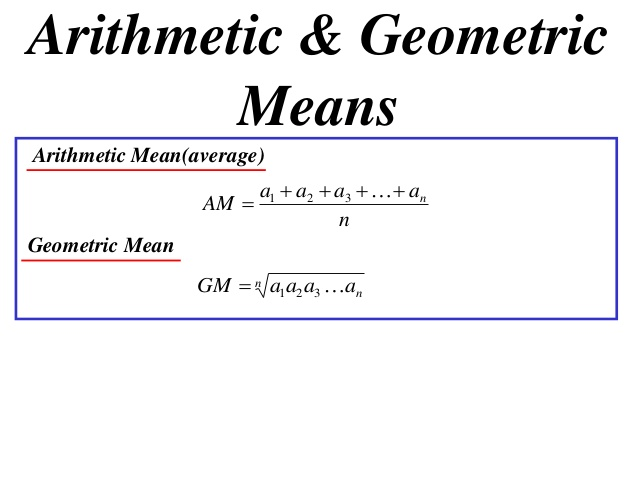 Arithmetic & Geometric
Means
Arithmetic Mean(average)
AM = (a₁ + a₂ + a₃ + … + aₙ) / n
Geometric Mean
GM = ⁿ√(a₁a₂a₃…aₙ)